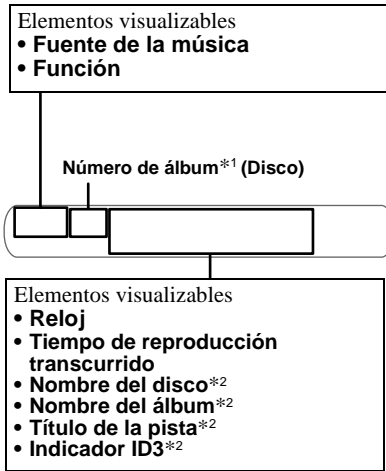 Elementos visualizables
• Fuente de la música
• Función
Número de álbum*1 (Disco)
Elementos visualizables
• Reloj
• Tiempo de reproducción
transcurrido
• Nombre del disco*2
• Nombre del álbum*2
• Título de la pista*2
• Indicador ID3*2